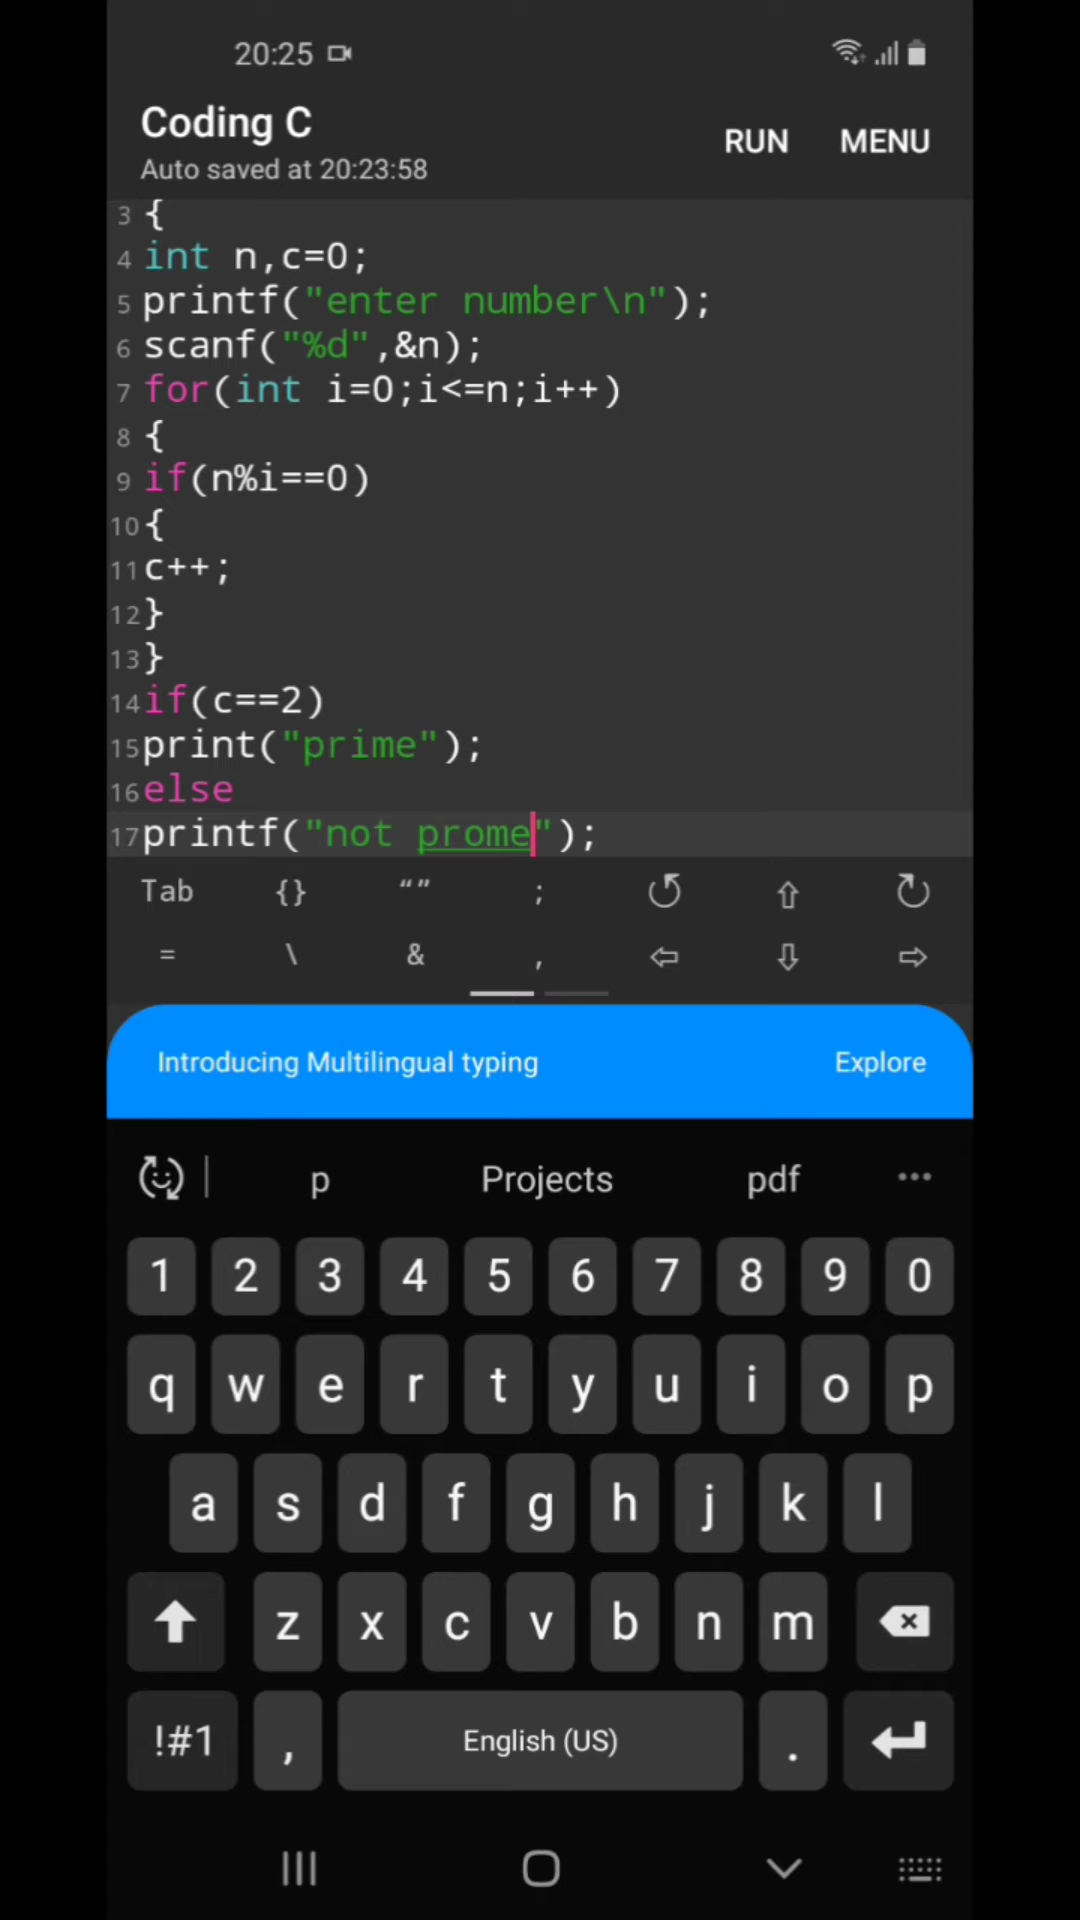 20:25
Coding C
Auto saved at 20:23:58
RUN MENU
3 {
4 int n,c=0;
5 printf("enter number\n");
6 scanf("%d",&n);
7 for(int i=0;i<=n;i++)
8 {
9 if(n%i==0)
10 {
11 c++;
12 }
13 }
14 if(c==2)
15 print("prime");
16 else
17 printf("not prome");
Tab {} “” ;
= \ & ,
Introducing Multilingual typing Explore
p Projects pdf
1 2 3 4 5 6 7 8 9 0
q w e r t y u i o p
a s d f g h j k l
z x c v b n m
!#1 , English (US) .